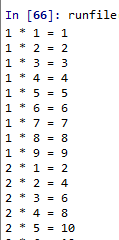 In [66]: runfile
1 * 1 = 1
1 * 2 = 2
1 * 3 = 3
1 * 4 = 4
1 * 5 = 5
1 * 6 = 6
1 * 7 = 7
1 * 8 = 8
1 * 9 = 9
2 * 1 = 2
2 * 2 = 4
2 * 3 = 6
2 * 4 = 8
2 * 5 = 10